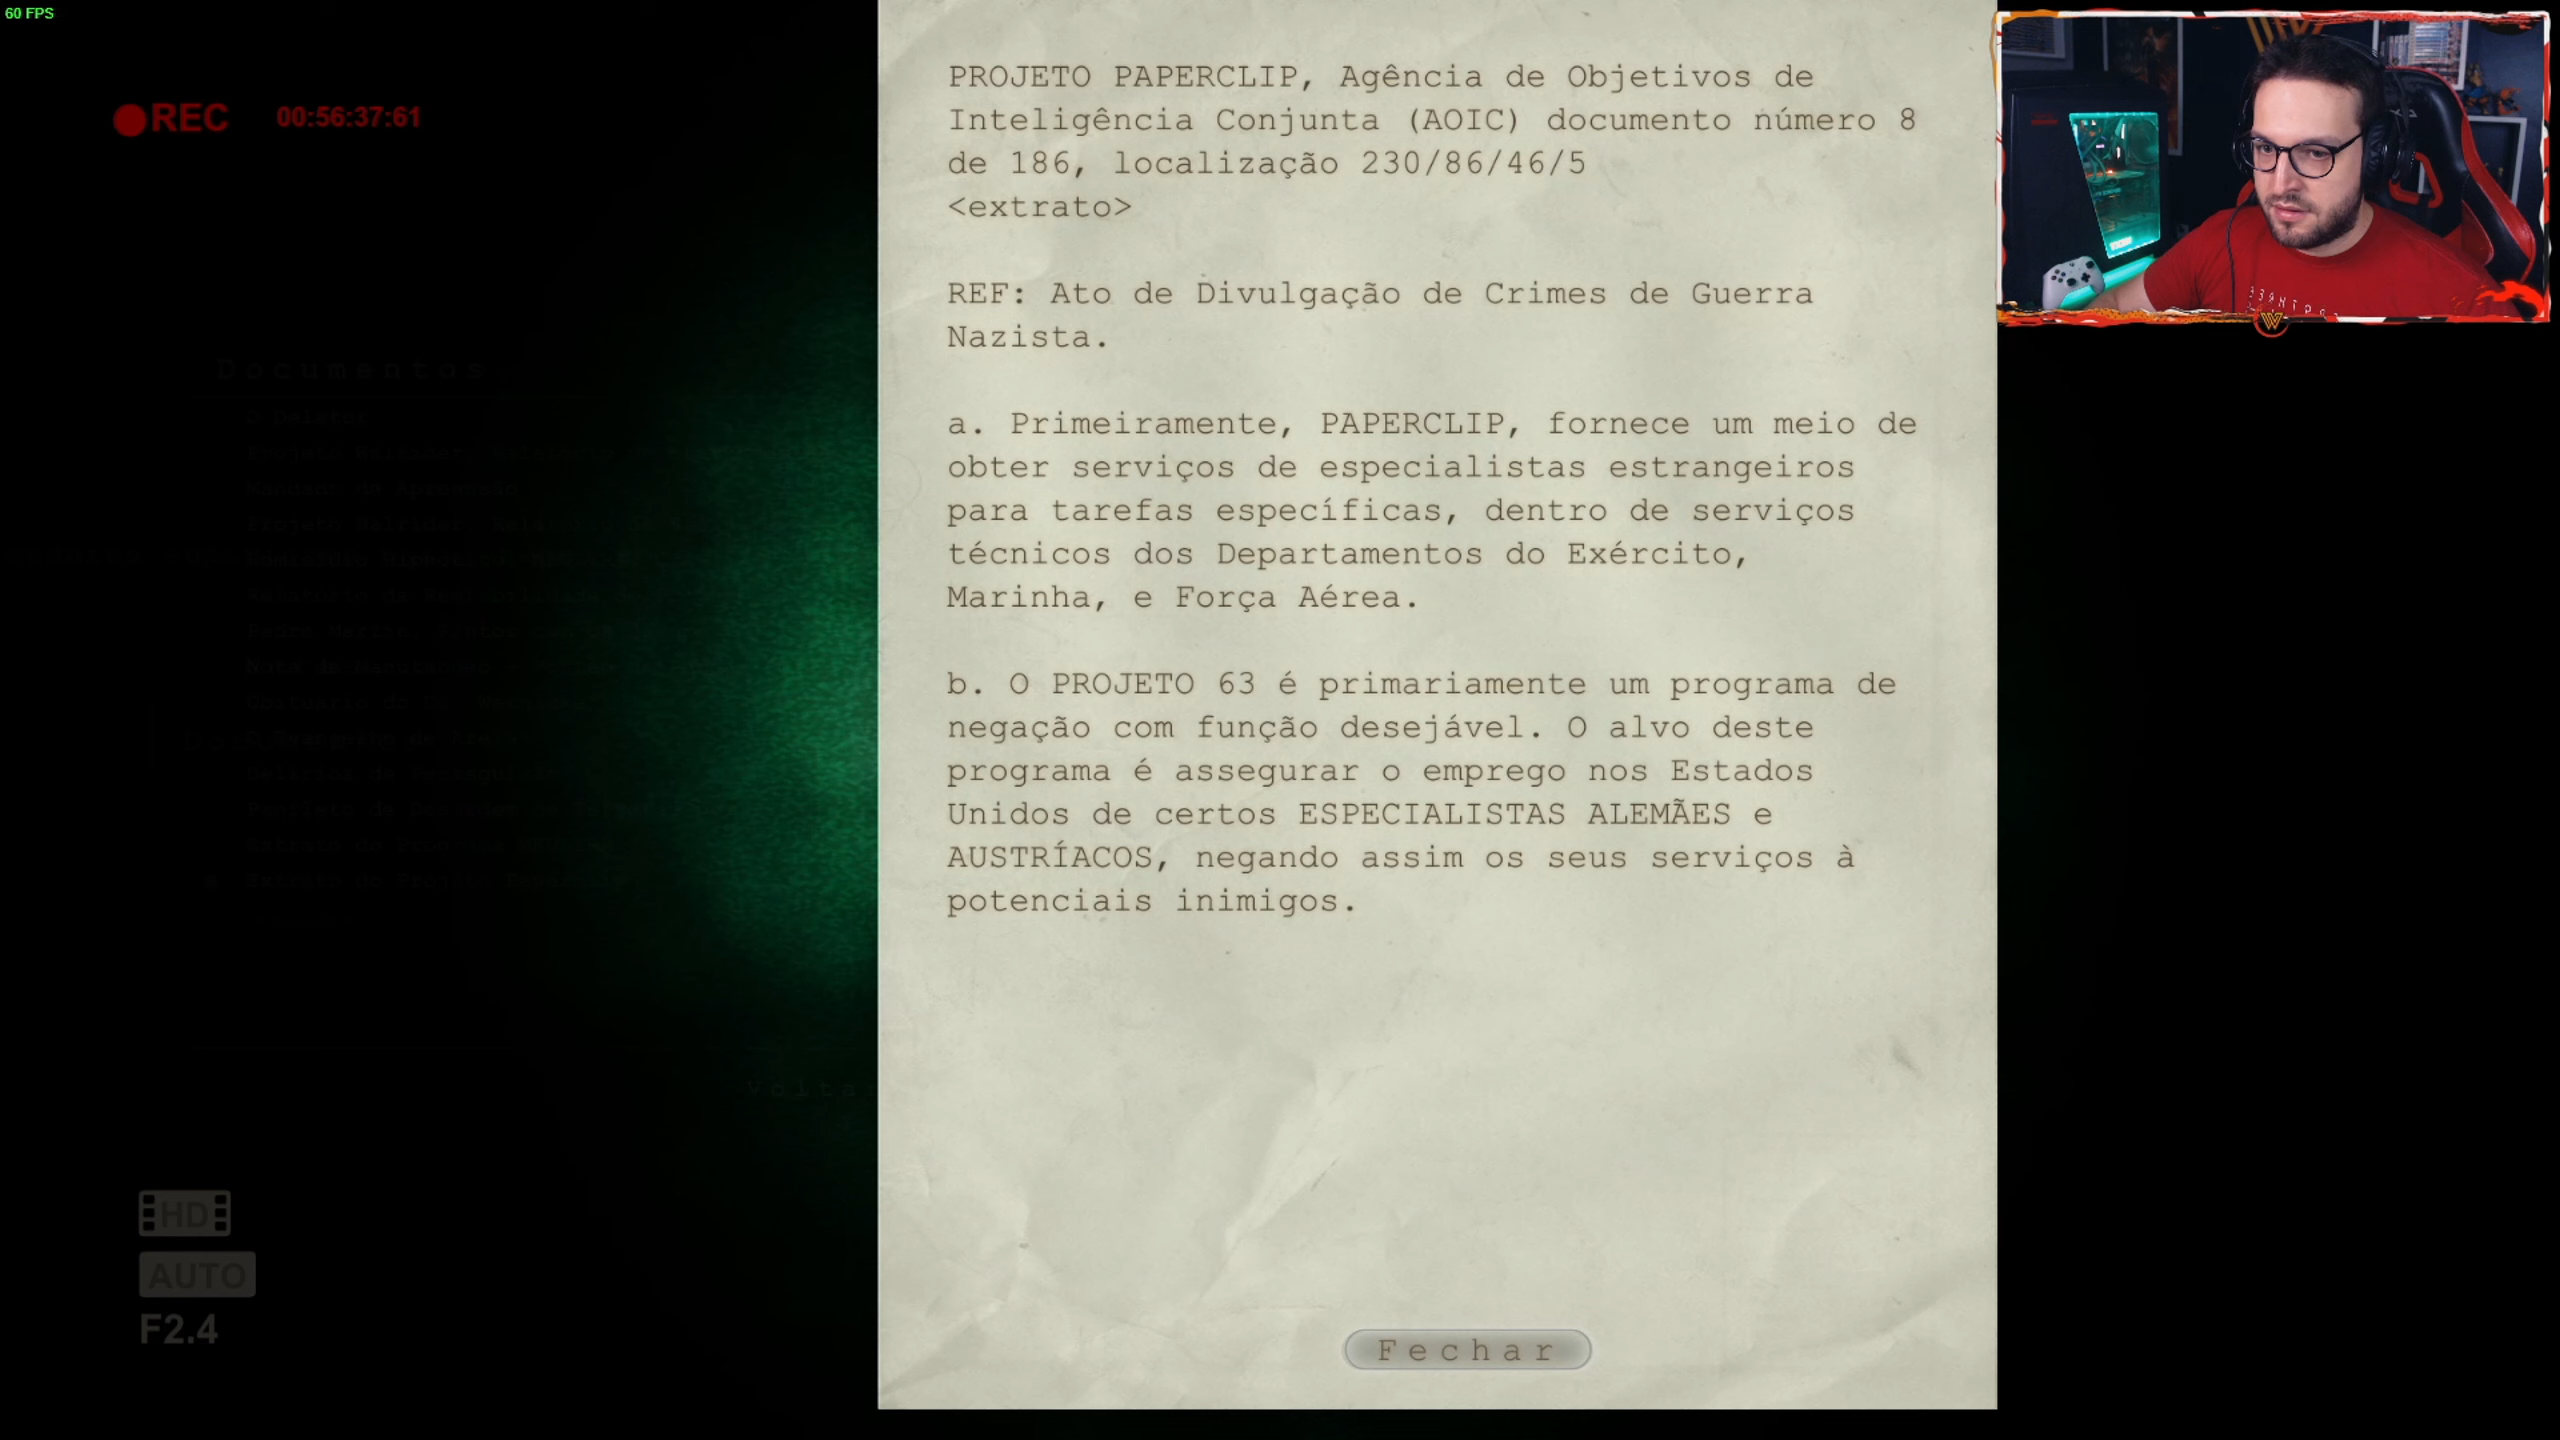 60 FPS
REC 00:56:37:61
PROJETO PAPERCLIP, Agência de Objetivos de
Inteligência Conjunta (AOIC) documento número 8
de 186, localização 230/86/46/5
<extrato>
REF: Ato de Divulgação de Crimes de Guerra
Nazista.
a. Primeiramente, PAPERCLIP, fornece um meio de
obter serviços de especialistas estrangeiros
para tarefas específicas, dentro de serviços
técnicos dos Departamentos do Exército,
Marinha, e Força Aérea.
b. O PROJETO 63 é primariamente um programa de
negação com função desejável. O alvo deste
programa é assegurar o emprego nos Estados
Unidos de certos ESPECIALISTAS ALEMÃES e
AUSTRÍACOS, negando assim os seus serviços à
potenciais inimigos.
Fechar
Documentos
HD
AUTO
F2.4